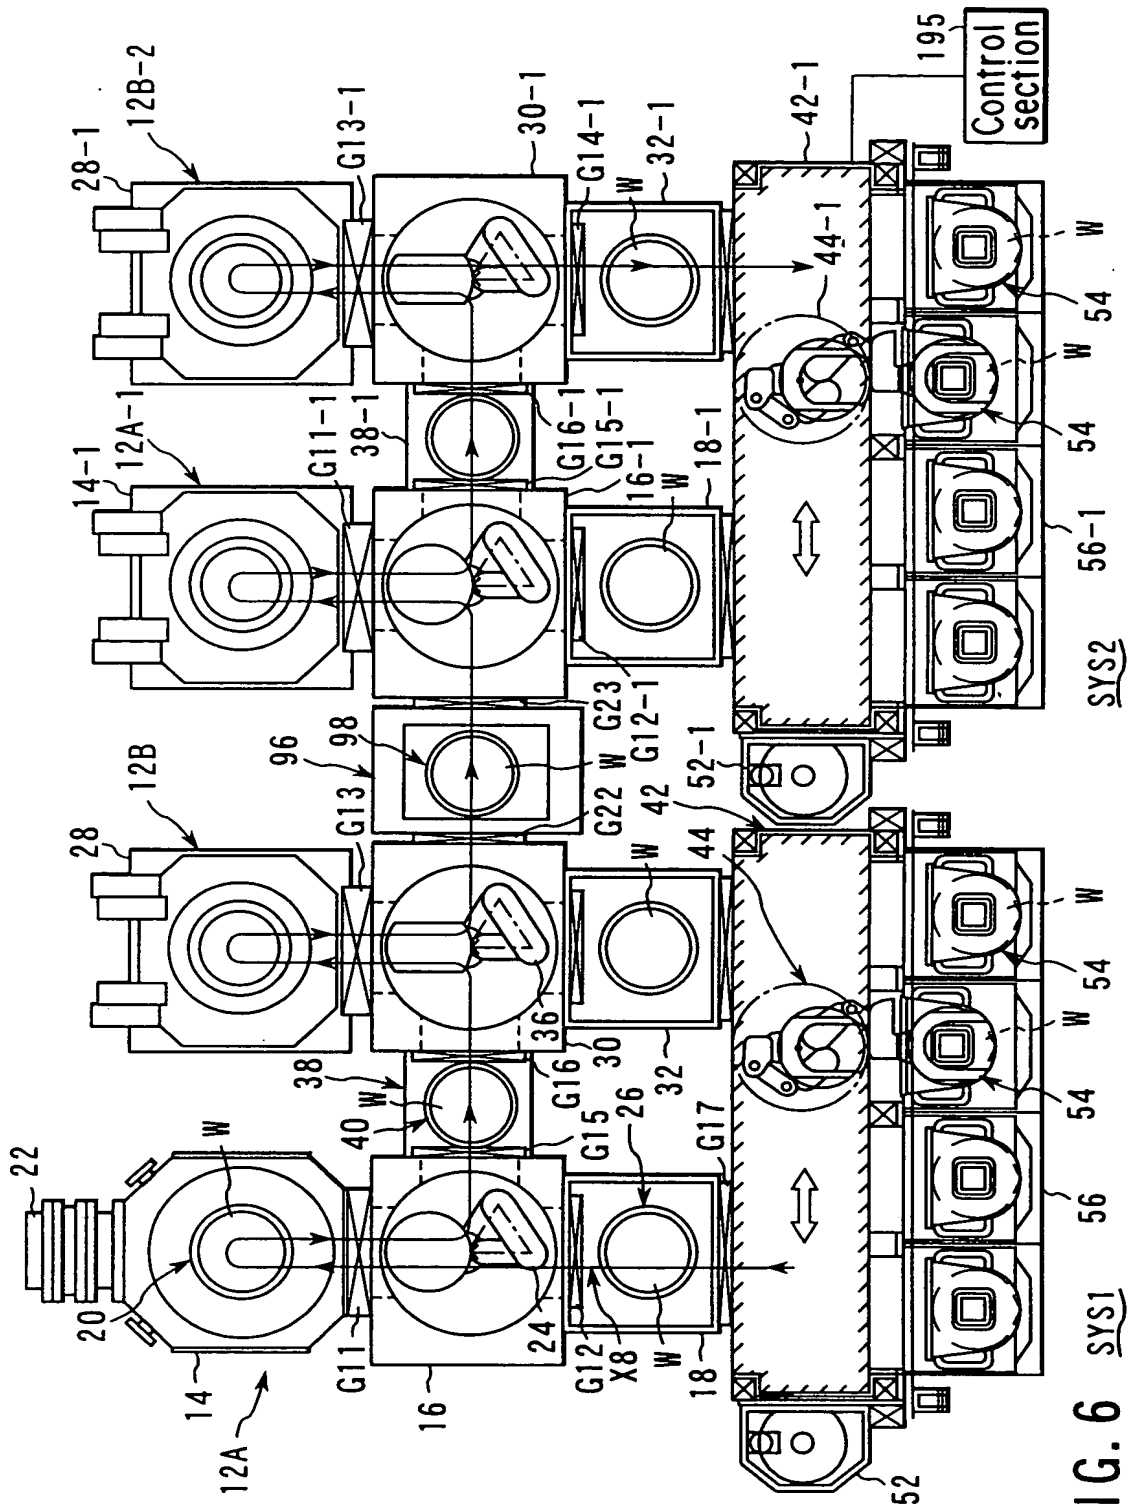 22
W
20
14
12A
G11
16
24
G12
X8
W
18
26
G17
G15
40
W
38
G16
30
36
32
W
28
12B
G13
96
98
W
G22
G23
G12-1
14-1
12A-1
G11-1
38-1
G16-1
G15-1
16-1
W
18-1
28-1
12B-2
G13-1
30-1
G14-1
W
32-1
42-1
44-1
195
Control
section
52
42
44
52-1
54
W
54
W
56
54
W
54
W
56-1
SYS1
SYS2
IG. 6